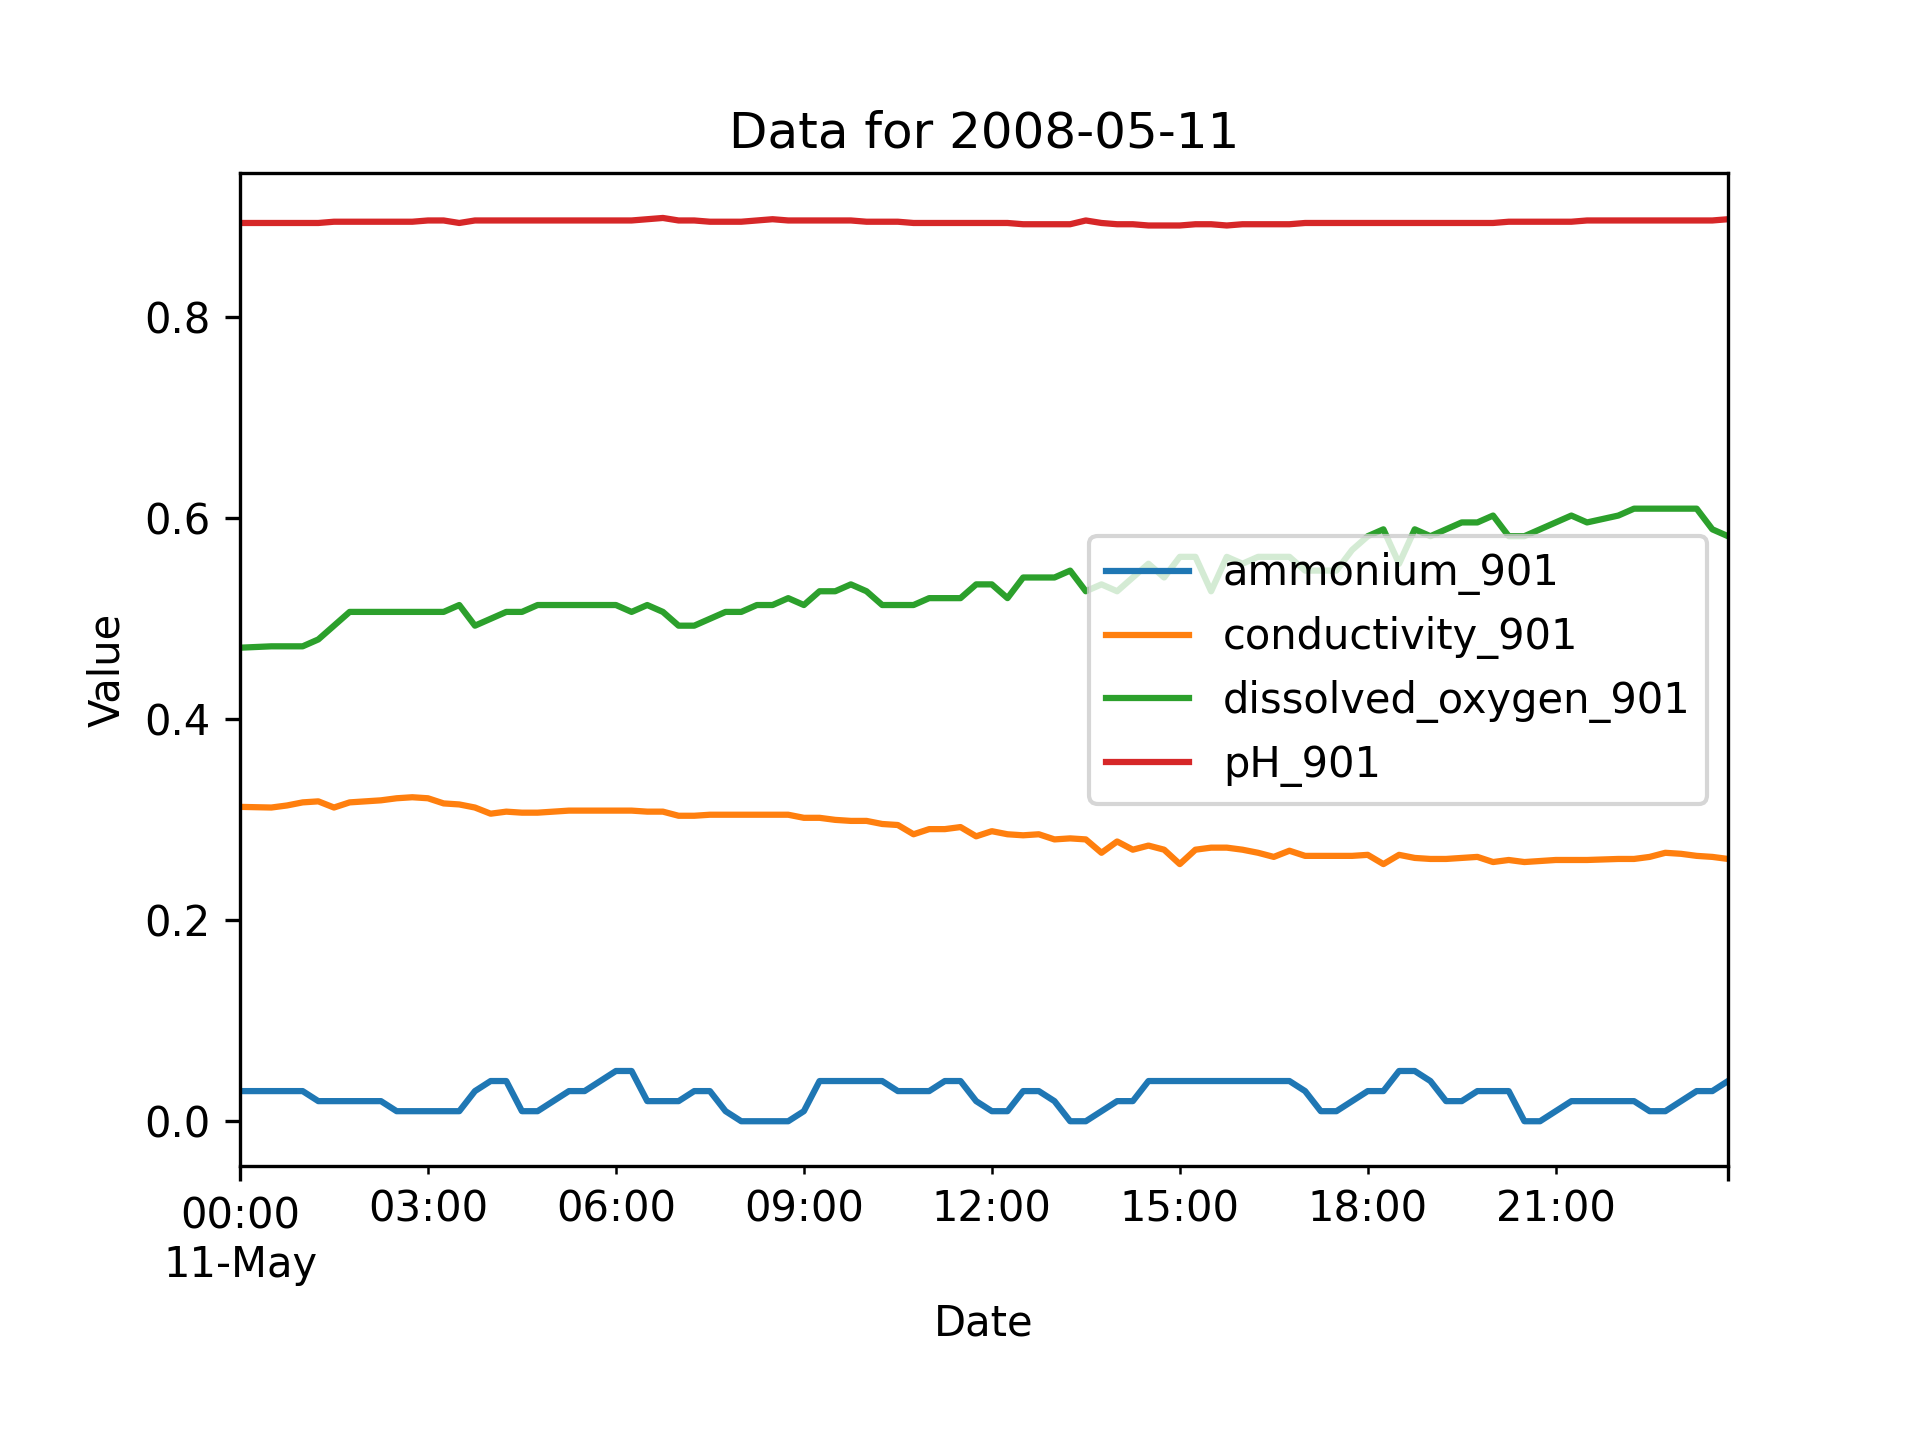 Data for 2008-05-11
Value
0.8
0.6
0.4
0.2
0.0
ammonium_901
conductivity_901
dissolved_oxygen_901
pH_901
00:00 03:00 06:00 09:00 12:00 15:00 18:00 21:00
11-May
Date